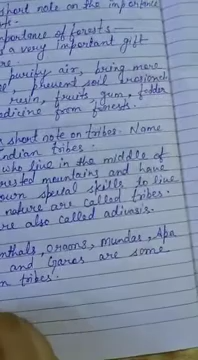 short note on the importance
ts.
portance of forests
s a very important gift
re.
purify air, bring more
l, prevent soil erosion
resin, fruits, gum, fodder
edicine from forests.
short note on tribes. Name
Indian tribes.
who live in the middle of
rested mountains and have
own special skills to live
nature are called tribes.
re also called adivasis.
nthals, oraons, mundas, Apa
and Garos are some
n tribes.